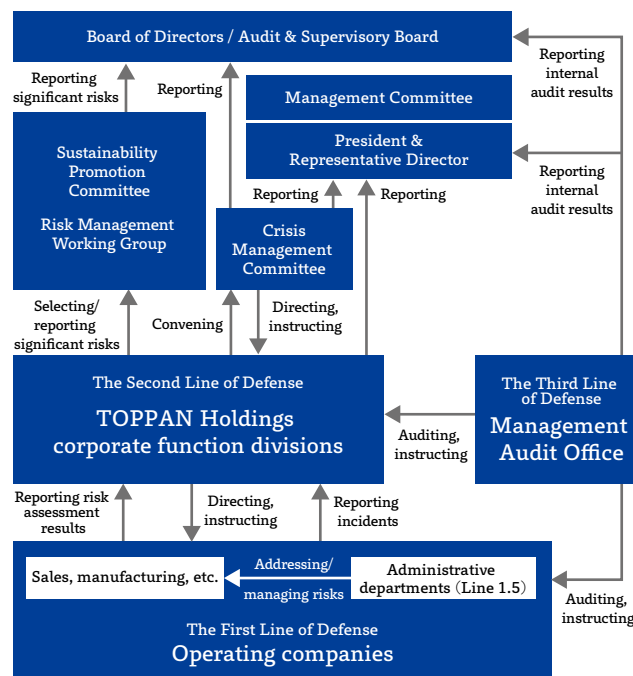 Board of Directors / Audit & Supervisory Board
Reporting
internal
audit results
Reporting
significant risks
Reporting
Management Committee
President &
Representative Director
Sustainability
Promotion
Committee
Risk Management
Working Group
Reporting
Reporting
Reporting
internal
audit results
Crisis
Management
Committee
Selecting/
reporting
significant risks
Convening
Directing,
instructing
The Second Line of Defense
TOPPAN Holdings
corporate function divisions
Auditing,
instructing
The Third Line
of Defense
Management
Audit Office
Reporting risk
assessment
results
Directing,
instructing
Reporting
incidents
Sales, manufacturing, etc.
Addressing/
managing risks
Administrative
departments (Line 1.5)
Auditing,
instructing
The First Line of Defense
Operating companies